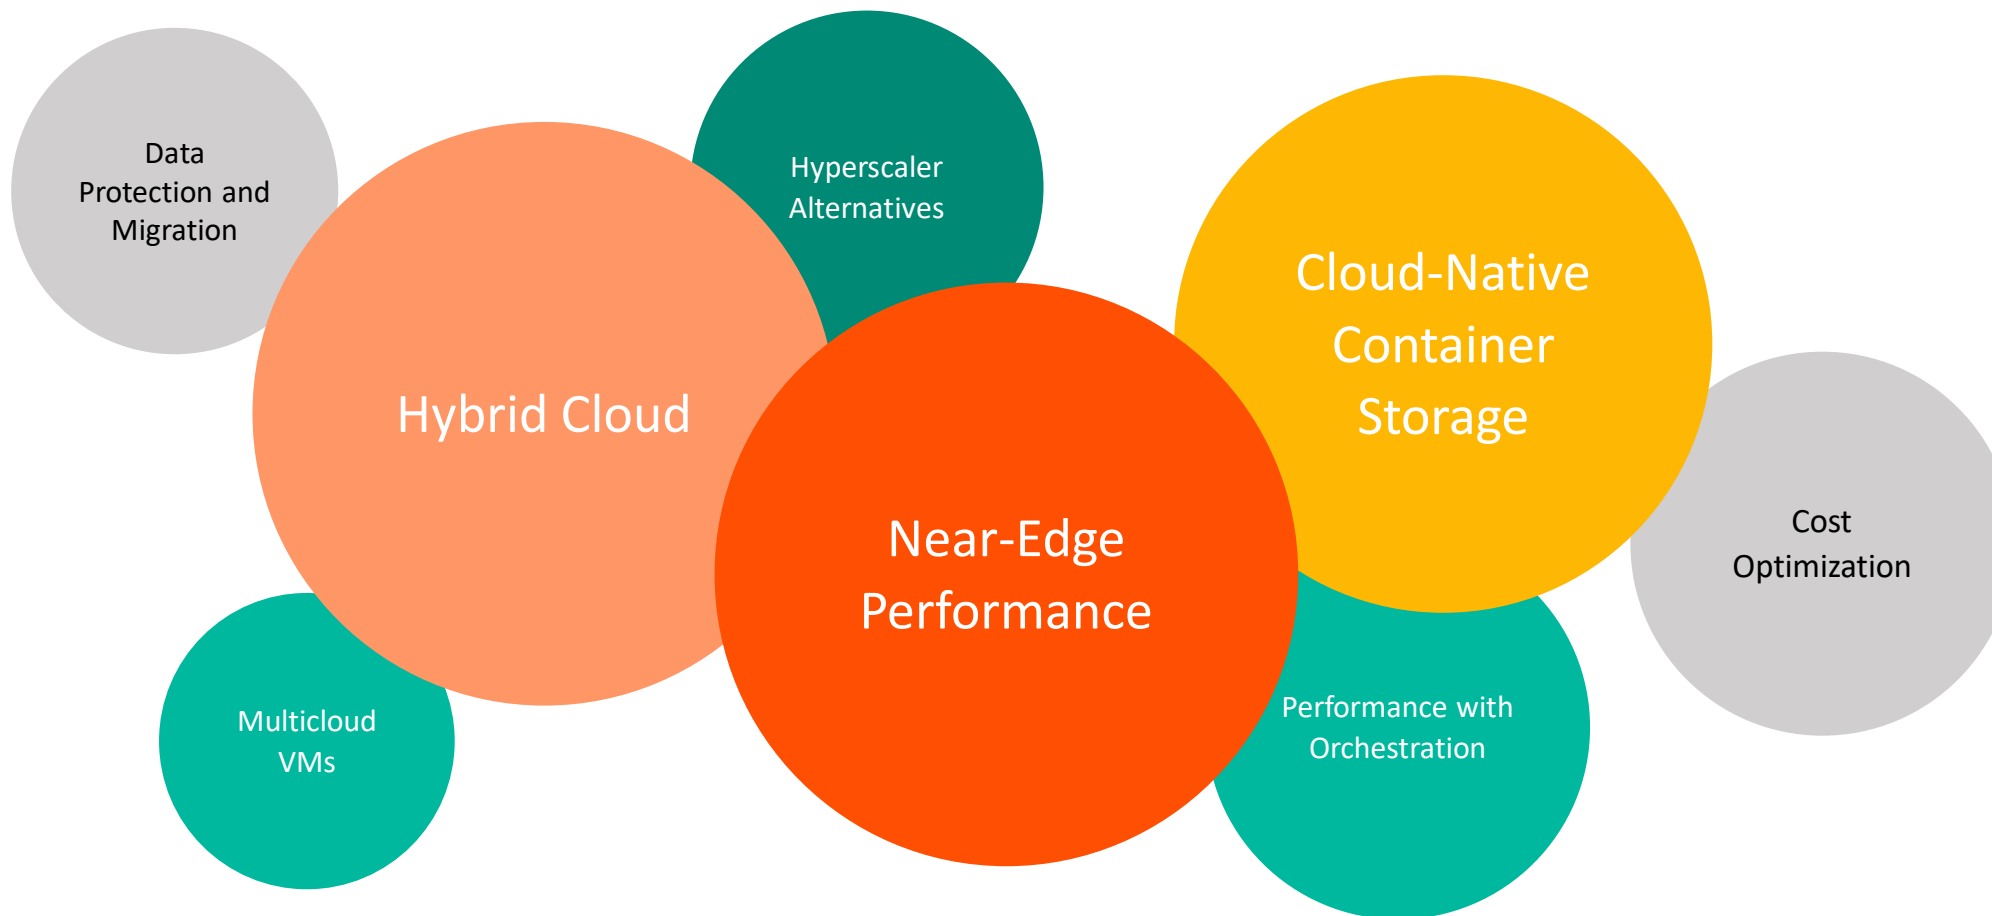 Data
Protection and
Migration
Hyperscaler
Alternatives
Cloud-Native
Container
Storage
Hybrid Cloud
Near-Edge
Performance
Cost
Optimization
Multicloud
VMs
Performance with
Orchestration